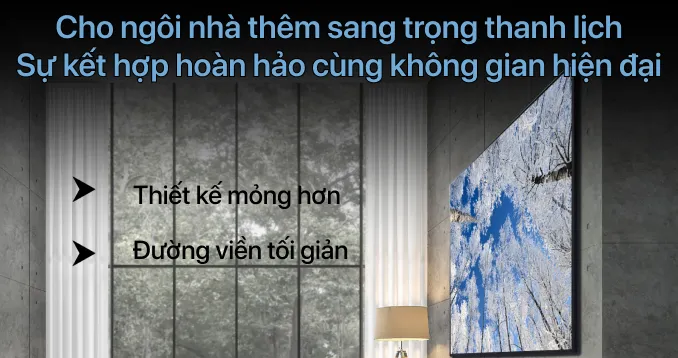 Cho ngôi nhà thêm sang trọng thanh lịch
Sự kết hợp hoàn hảo cùng không gian hiện đại
Thiết kế mỏng hơn
Đường viền tối giản